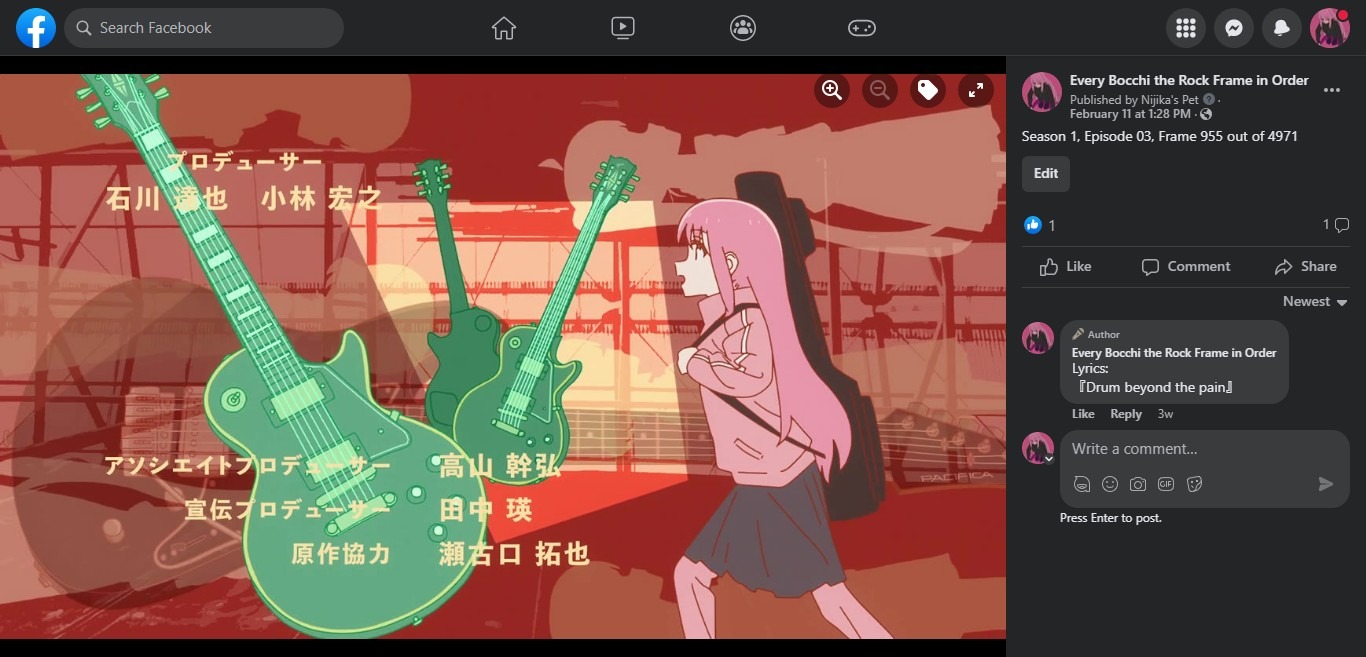 Search Facebook
プロデューサー
石川 達也 小林 宏之
アソシエイトプロデューサー 高山 幹弘
宣伝プロデューサー 田中 瑛
原作協力 瀬古口 拓也
PACIFICA
Every Bocchi the Rock Frame in Order
Published by Nijika's Pet ·
February 11 at 1:28 PM ·
Season 1, Episode 03, Frame 955 out of 4971
Edit
1 1
Like Comment Share
Newest
Author
Every Bocchi the Rock Frame in Order
Lyrics:
『Drum beyond the pain』
Like Reply 3w
Write a comment...
GIF
Press Enter to post.